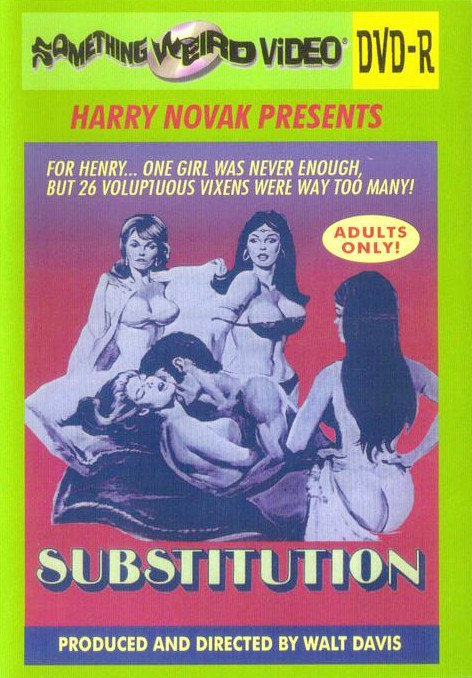 SOMETHING WEIRD VIDEO® DVD-R
HARRY NOVAK PRESENTS
FOR HENRY... ONE GIRL WAS NEVER ENOUGH,
BUT 26 VOLUPTUOUS VIXENS WERE WAY TOO MANY!
ADULTS
ONLY!
SUBSTITUTION
PRODUCED AND DIRECTED BY WALT DAVIS